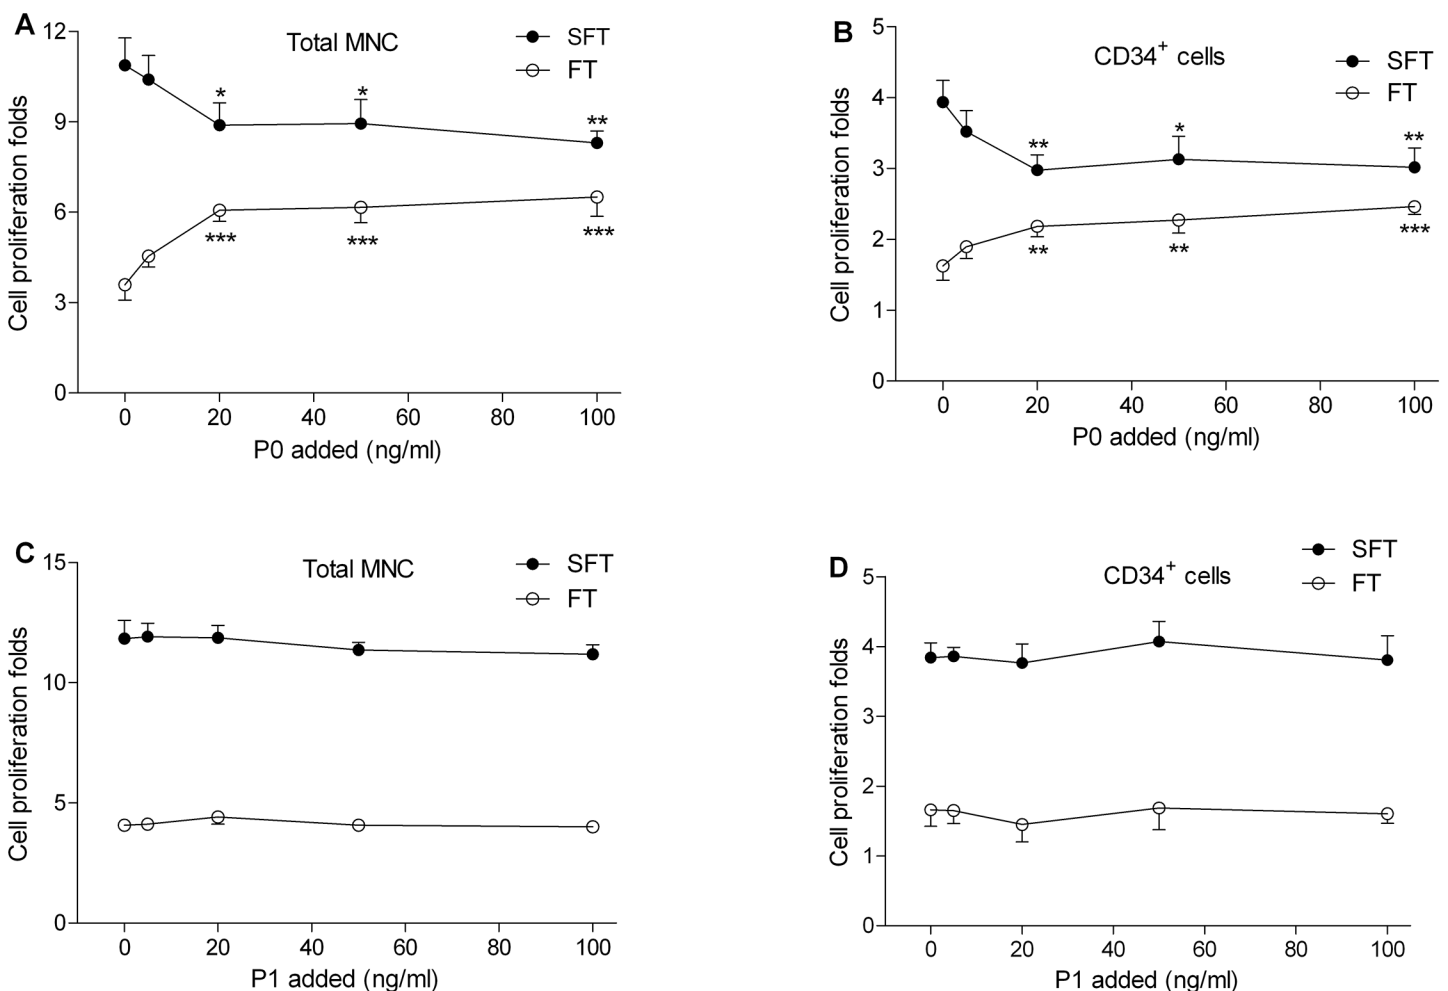 A
Total MNC
SFT
FT
Cell proliferation folds
12
9
6
3
0
*
*
**
***
***
***
0 20 40 60 80 100
P0 added (ng/ml)
B
CD34⁺ cells
SFT
FT
Cell proliferation folds
5
4
3
2
1
0
**
*
**
**
**
***
0 20 40 60 80 100
P0 added (ng/ml)
C
Total MNC
SFT
FT
Cell proliferation folds
15
10
5
0
0 20 40 60 80 100
P1 added (ng/ml)
D
CD34⁺ cells
SFT
FT
Cell proliferation folds
5
4
3
2
1
0
0 20 40 60 80 100
P1 added (ng/ml)